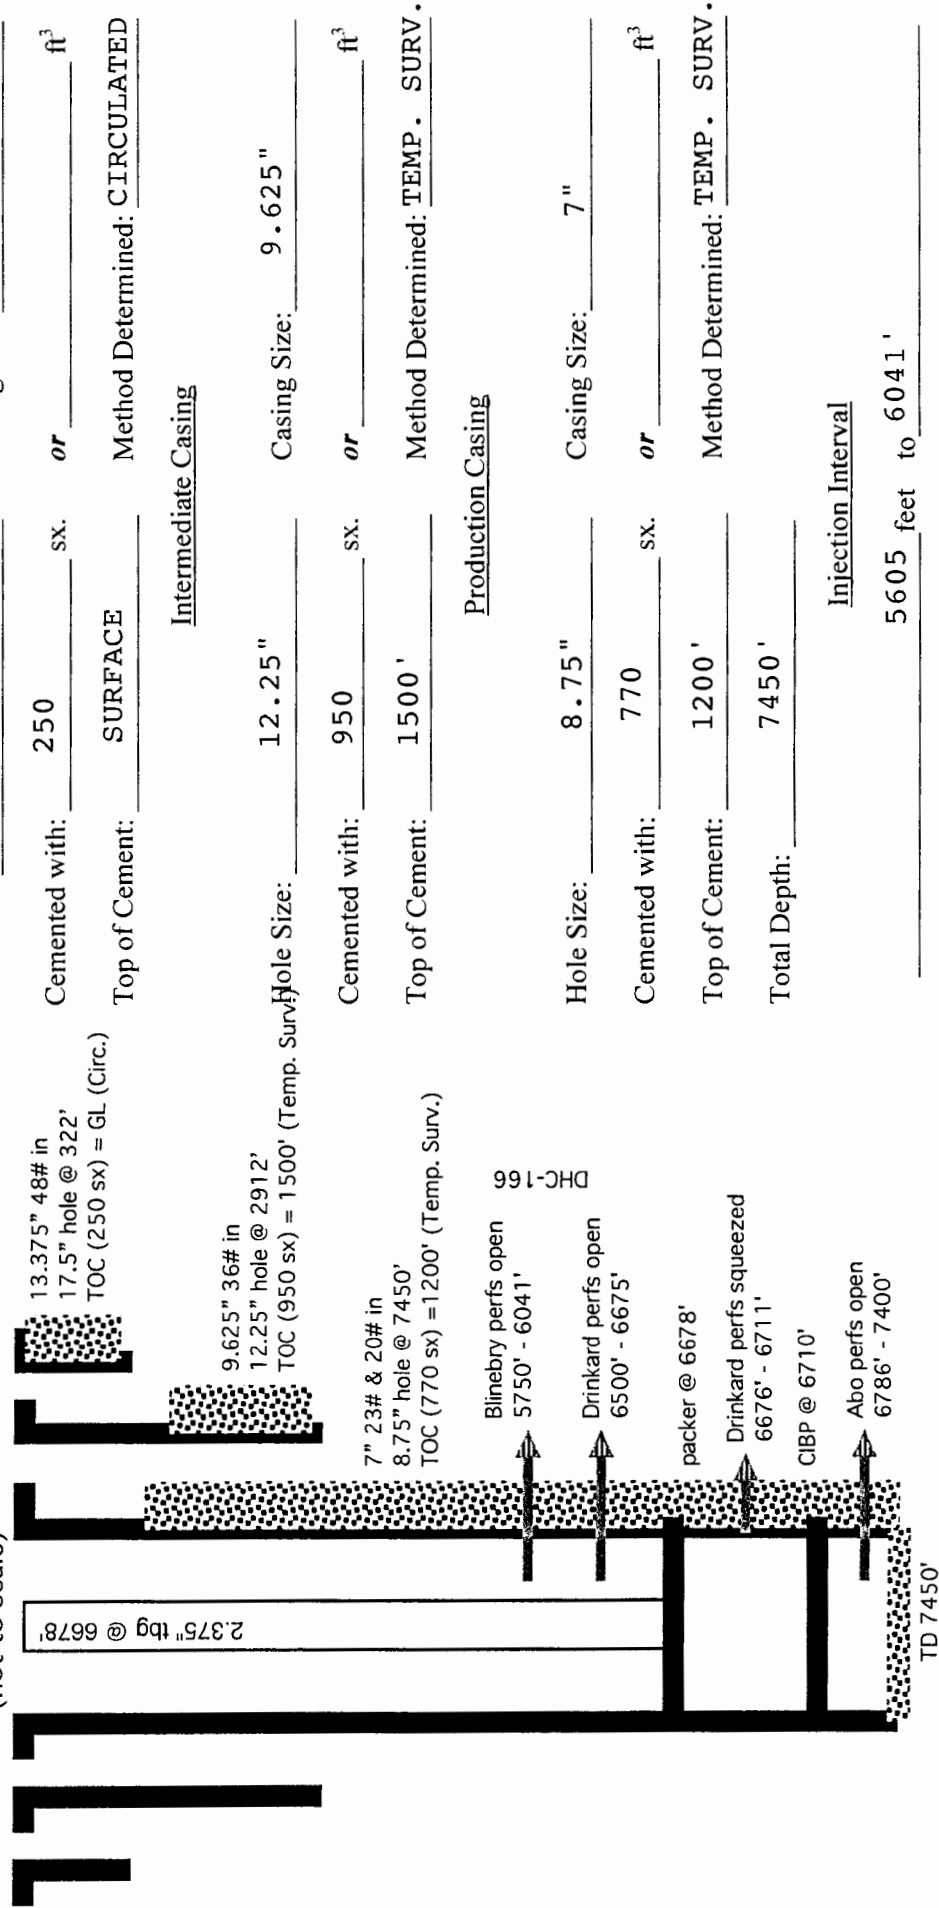 (not to scale)
13.375" 48# in
17.5" hole @ 322'
TOC (250 sx) = GL (Circ.)
9.625" 36# in
12.25" hole @ 2912'
TOC (950 sx) = 1500' (Temp. Surv.)
7" 23# & 20# in
8.75" hole @ 7450'
TOC (770 sx) =1200' (Temp. Surv.)
2.375" tbg @ 6678'
Blinebry perfs open
5750' - 6041'
DHC-166
Drinkard perfs open
6500' - 6675'
packer @ 6678'
Drinkard perfs squeezed
6676' - 6711'
CIBP @ 6710'
Abo perfs open
6786' - 7400'
TD 7450'
Cemented with: 250 sx. or ft³
Top of Cement: SURFACE Method Determined: CIRCULATED
Intermediate Casing
Hole Size: 12.25" Casing Size: 9.625"
Cemented with: 950 sx. or ft³
Top of Cement: 1500' Method Determined: TEMP. SURV.
Production Casing
Hole Size: 8.75" Casing Size: 7"
Cemented with: 770 sx. or ft³
Top of Cement: 1200' Method Determined: TEMP. SURV.
Total Depth: 7450'
Injection Interval
5605 feet to 6041'